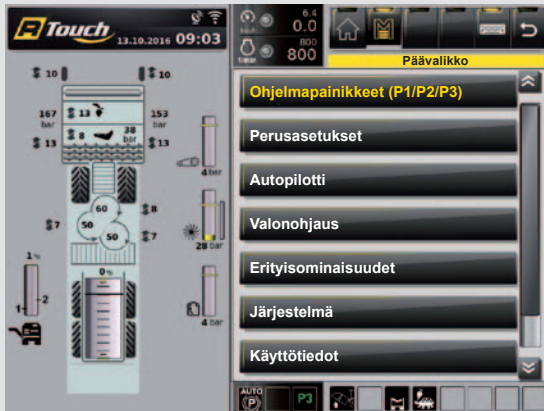 R Touch
13.10.2016 09:03
6.4
0.0
800
800
Päävalikko
10
10
167
bar
13
153
bar
8
38
bar
13
13
4 bar
60
50
50
7
8
7
28 bar
1 %
0%
1
2
4 bar
Ohjelmapainikkeet (P1/P2/P3)
Perusasetukset
Autopilotti
Valonohjaus
Erityisominaisuudet
Järjestelmä
Käyttötiedot
AUTO
P
P3